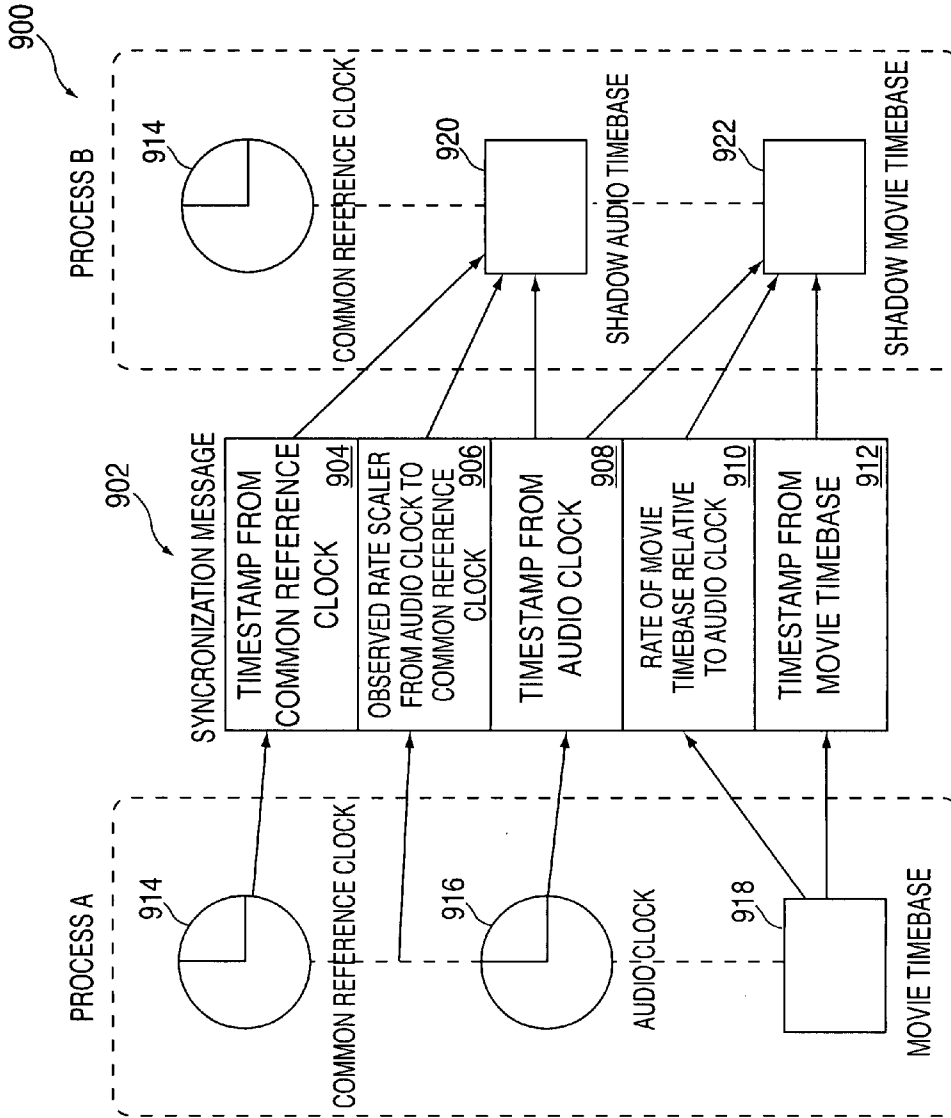 900
PROCESS A
914
COMMON REFERENCE CLOCK
916
AUDIO CLOCK
918
MOVIE TIMEBASE
902
SYNCRONIZATION MESSAGE
TIMESTAMP FROM
COMMON REFERENCE
CLOCK
904
OBSERVED RATE SCALER
FROM AUDIO CLOCK TO
COMMON REFERENCE
CLOCK
906
TIMESTAMP FROM
AUDIO CLOCK
908
RATE OF MOVIE
TIMEBASE RELATIVE
TO AUDIO CLOCK
910
TIMESTAMP FROM
MOVIE TIMEBASE
912
PROCESS B
914
COMMON REFERENCE CLOCK
920
SHADOW AUDIO TIMEBASE
922
SHADOW MOVIE TIMEBASE